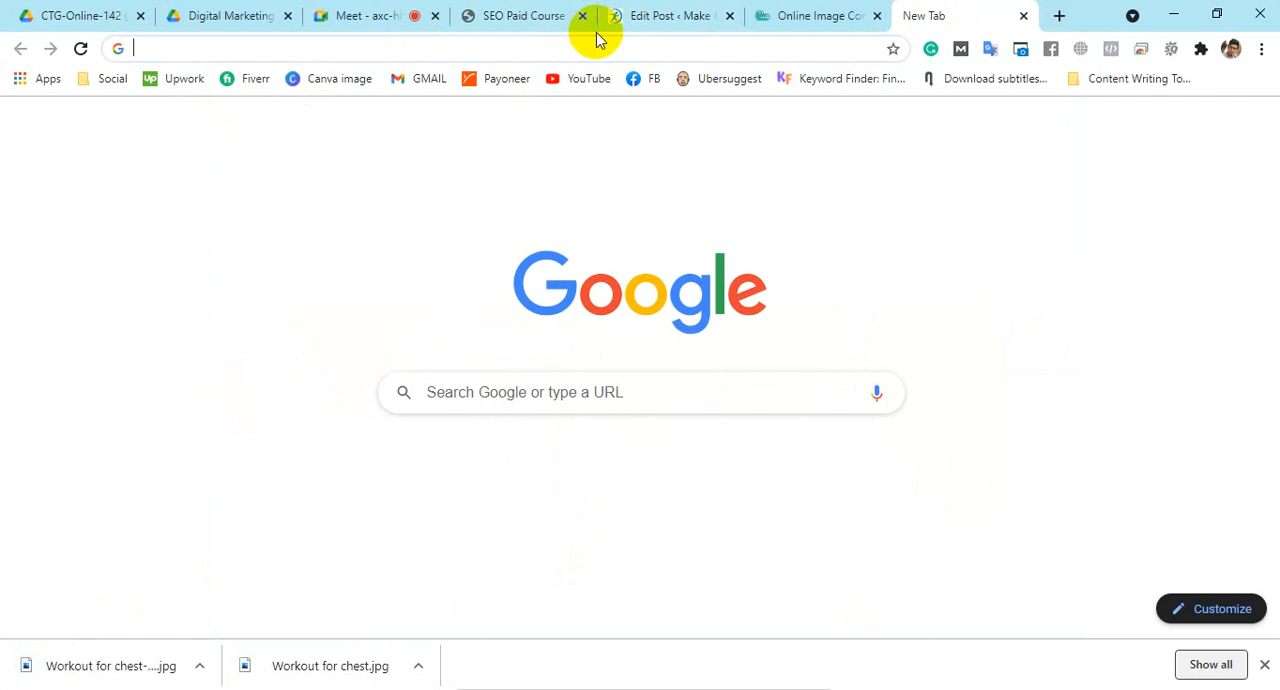 CTG-Online-142
Digital Marketing
Meet - axc-hi
SEO Paid Course
Edit Post ‹ Make
Online Image Cor
New Tab
Apps
Social
Upwork
Fiverr
Canva image
GMAIL
Payoneer
YouTube
FB
Ubersuggest
Keyword Finder: Fin...
Download subtitles...
Content Writing To...
Google
Search Google or type a URL
Customize
Workout for chest-....jpg
Workout for chest.jpg
Show all